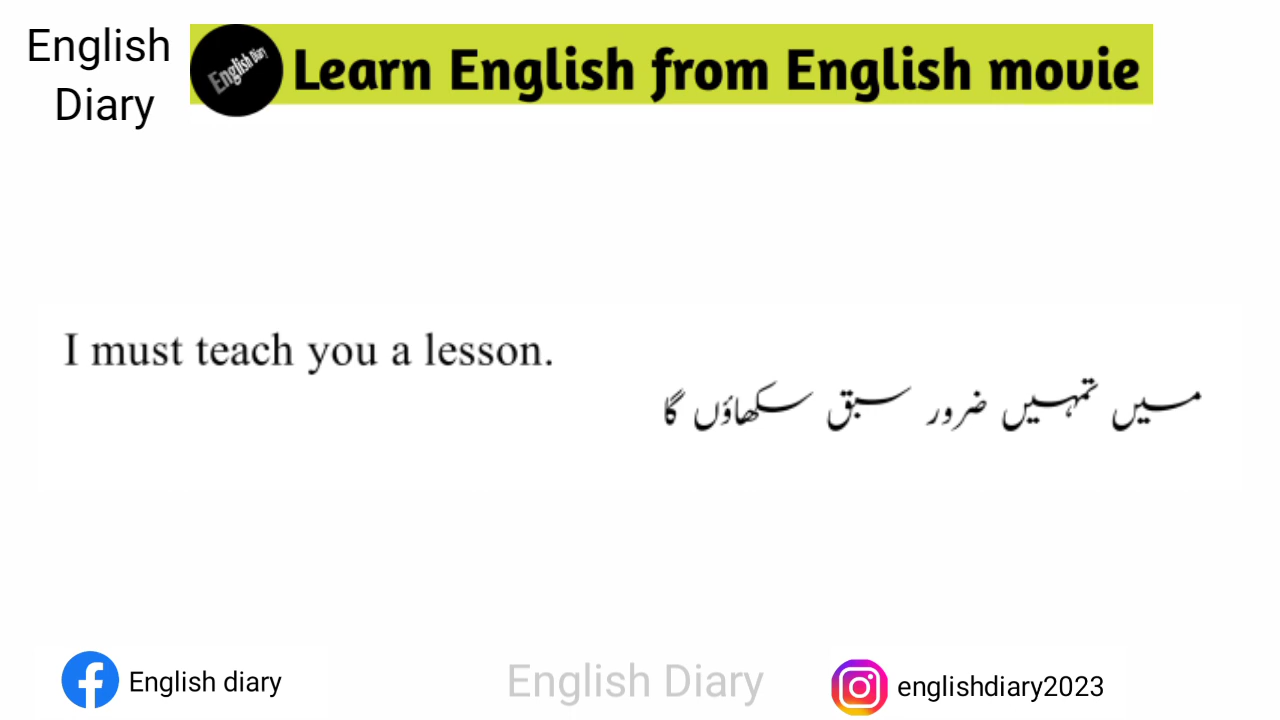 English
Diary
English Diary
Learn English from English movie
I must teach you a lesson.
میں تمہیں ضرور سبق سکھاؤں گا
English diary
English Diary
englishdiary2023